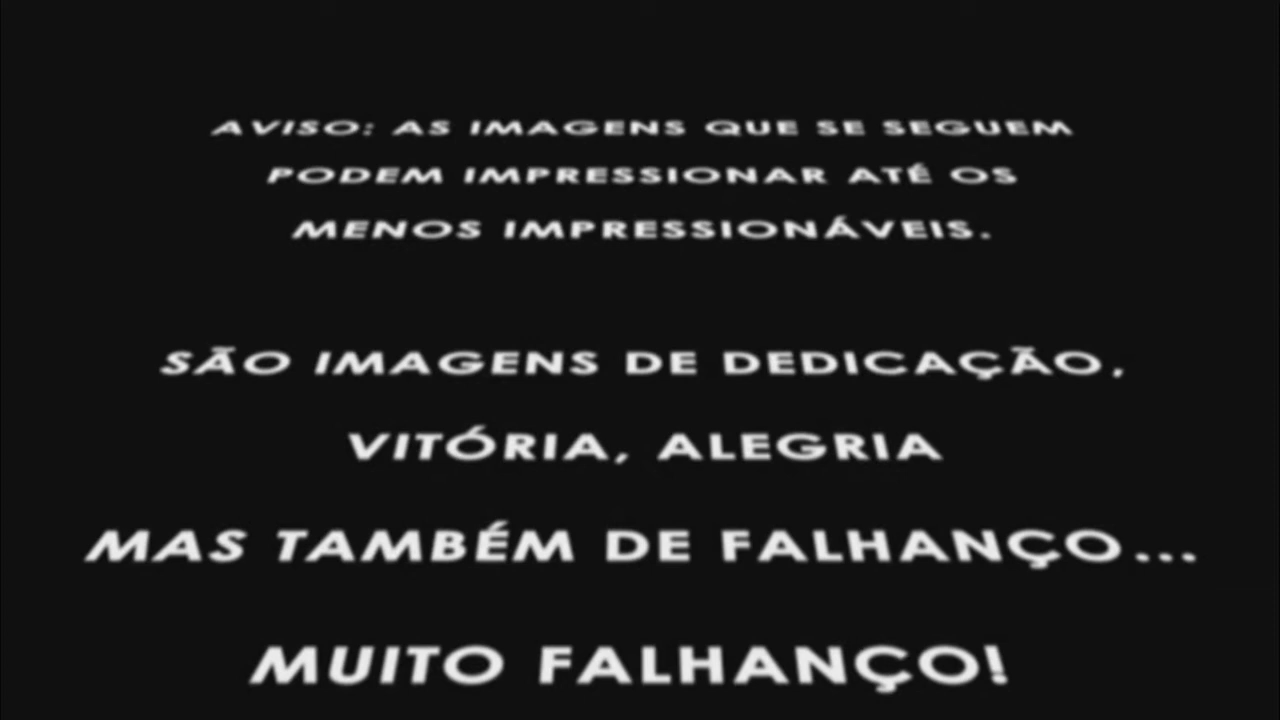 AVISO: AS IMAGENS QUE SE SEGUEM
PODEM IMPRESSIONAR ATÉ OS
MENOS IMPRESSIONÁVEIS.
SÃO IMAGENS DE DEDICAÇÃO,
VITÓRIA, ALEGRIA
MAS TAMBÉM DE FALHANÇO...
MUITO FALHANÇO!